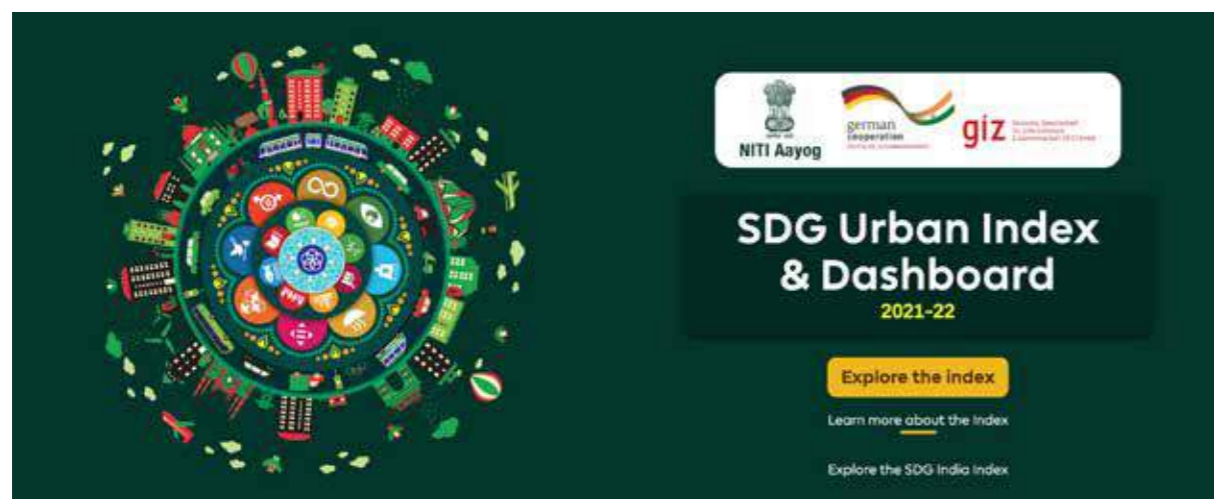 NITI Aayog
german
cooperation
giz
SDG Urban Index
& Dashboard
2021-22
Explore the index
Learn more about the Index
Explore the SDG India Index